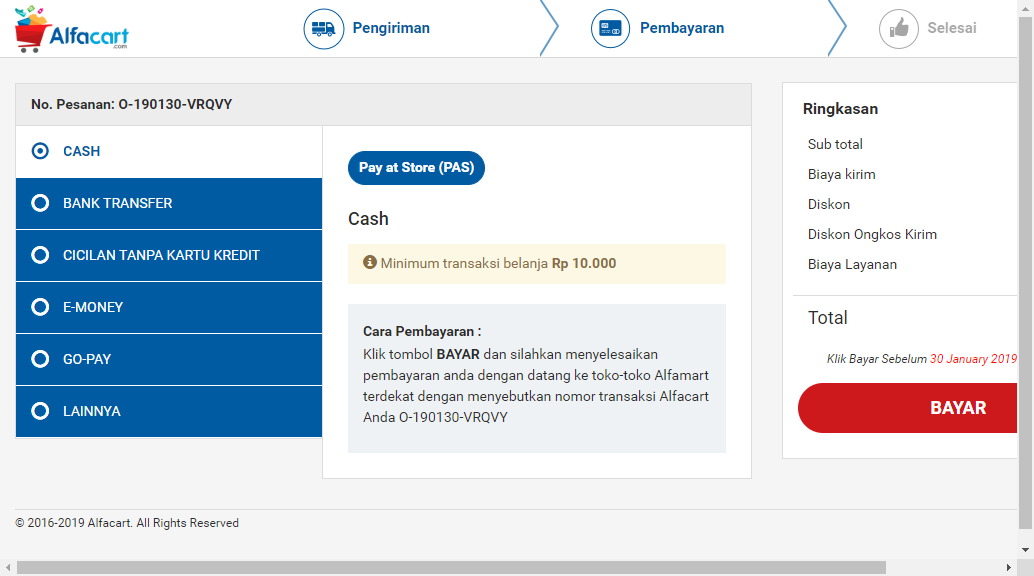 Alfacart
.com
Pengiriman
Pembayaran
Selesai
No. Pesanan: O-190130-VRQVY
CASH
BANK TRANSFER
CICILAN TANPA KARTU KREDIT
E-MONEY
GO-PAY
LAINNYA
Pay at Store (PAS)
Cash
Minimum transaksi belanja Rp 10.000
Cara Pembayaran :
Klik tombol BAYAR dan silahkan menyelesaikan
pembayaran anda dengan datang ke toko-toko Alfamart
terdekat dengan menyebutkan nomor transaksi Alfacart
Anda O-190130-VRQVY
Ringkasan
Sub total
Biaya kirim
Diskon
Diskon Ongkos Kirim
Biaya Layanan
Total
Klik Bayar Sebelum 30 January 2019
BAYAR
© 2016-2019 Alfacart. All Rights Reserved